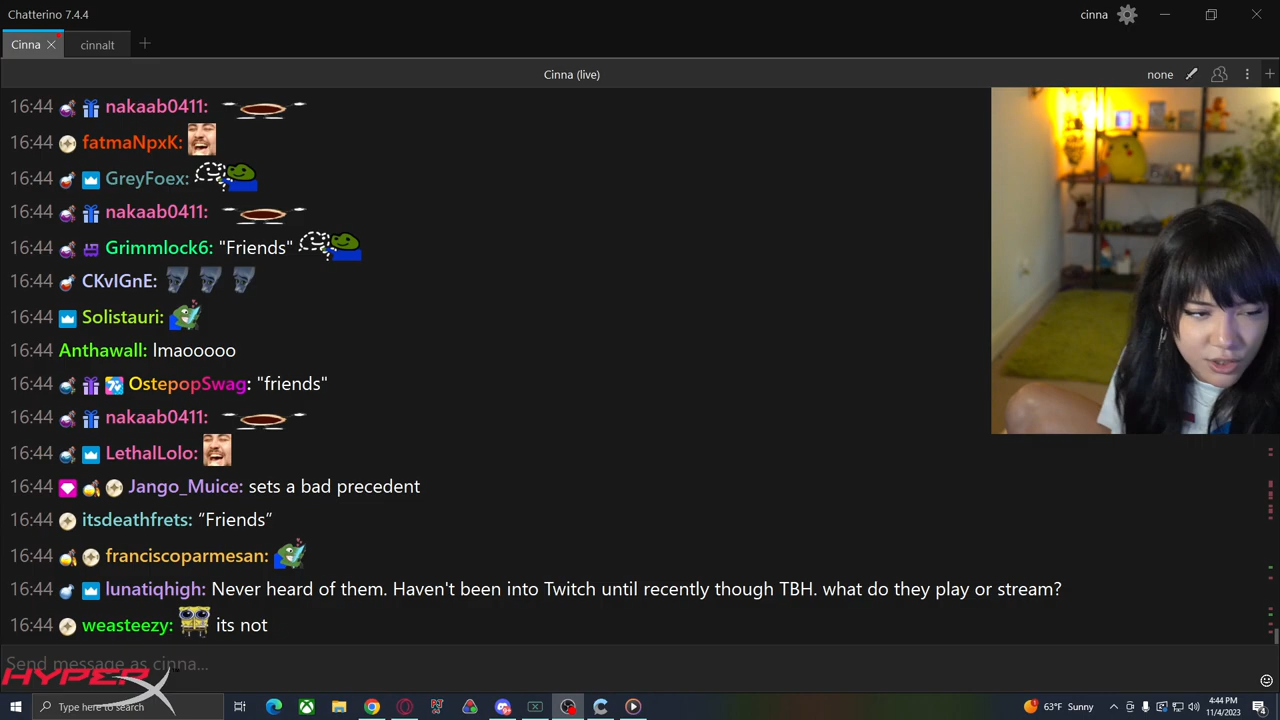 Chatterino 7.4.4
cinna
Cinna
cinnalt
Cinna (live)
none
16:44 nakaab0411:
16:44 fatmaNpxK:
16:44 GreyFoex:
16:44 nakaab0411:
16:44 Grimmlock6: "Friends"
16:44 CKvIGnE:
16:44 Solistauri:
16:44 Anthawall: lmaooooo
16:44 OstepopSwag: "friends"
16:44 nakaab0411:
16:44 LethalLolo:
16:44 Jango_Muice: sets a bad precedent
16:44 itsdeathfrets: “Friends”
16:44 franciscoparmesan:
16:44 lunatiqhigh: Never heard of them. Haven't been into Twitch until recently though TBH. what do they play or stream?
16:44 weasteezy: its not
Send message as cinna...
HYPERX
Type here to search
63°F Sunny
4:44 PM
11/4/2023
4